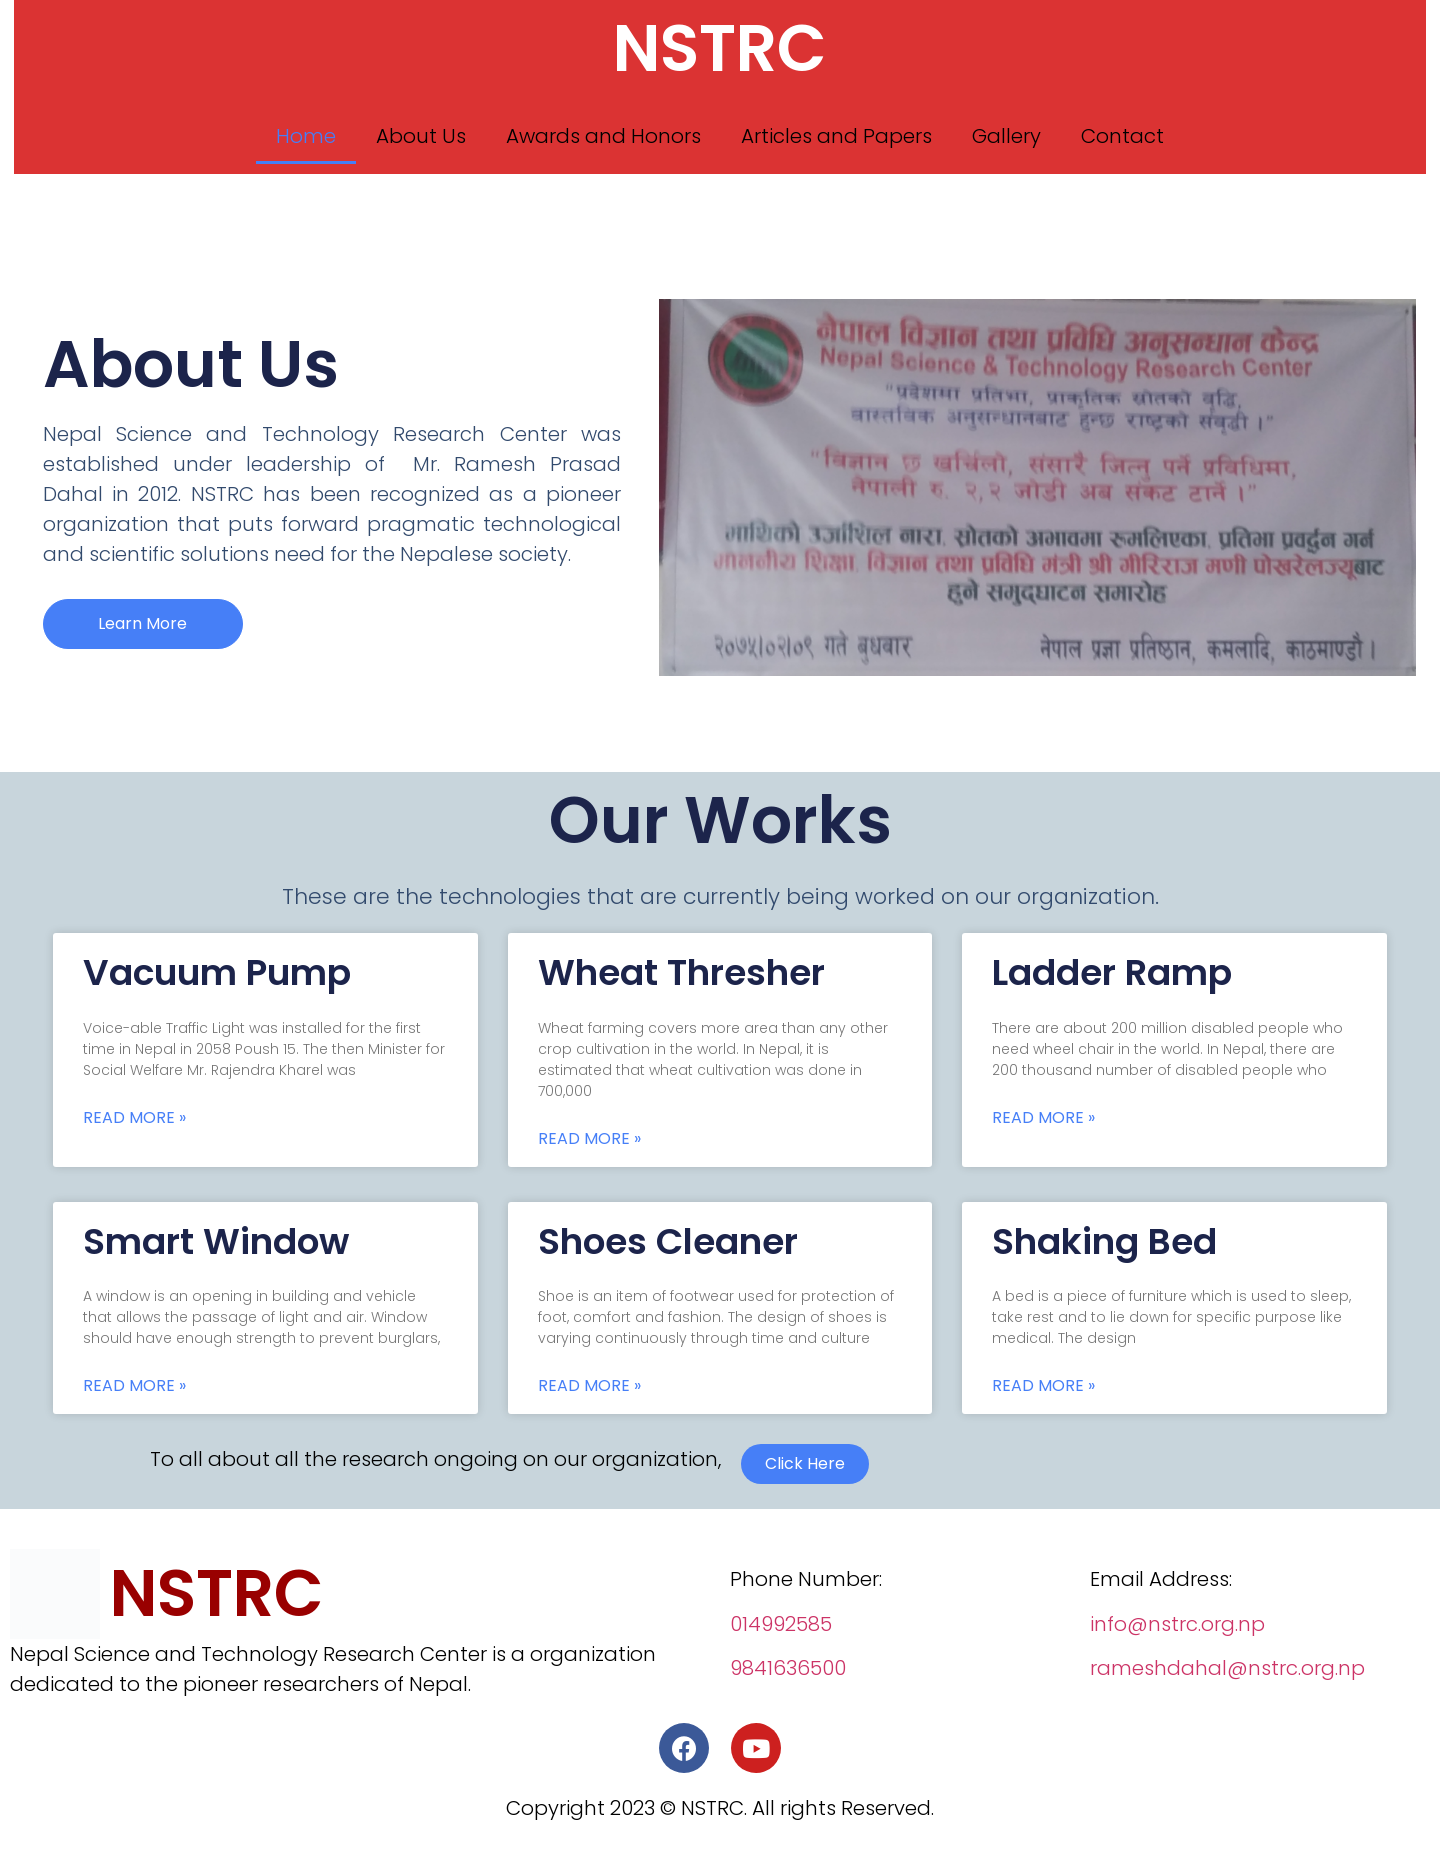 NSTRC
Home About Us Awards and Honors Articles and Papers Gallery Contact
About Us
Nepal Science and Technology Research Center was
established under leadership of Mr. Ramesh Prasad
Dahal in 2012. NSTRC has been recognized as a pioneer
organization that puts forward pragmatic technological
and scientific solutions need for the Nepalese society.
Learn More
नेपाल विज्ञान तथा प्रविधि अनुसन्धान केन्द्र
Nepal Science & Technology Research Center
“प्रदेशमा प्रतिभा, प्राकृतिक स्रोतको वृद्धि,
वास्तविक अनुसन्धानबाट हुन्छ राष्ट्रको संवृद्धी ।”
“विज्ञान छ खर्चिलो, संसारै जित्नु पर्ने प्रविधिमा,
नेपाली रु. २,२ जोडी अब संकट टार्ने ।”
माशिको उर्जाशिल नारा, स्रोतको अभावमा रुमलिएका, प्रतिभा प्रवर्द्धन गर्न
माननीय शिक्षा, विज्ञान तथा प्रविधि मंत्री श्री गीरिराज मणी पोखरेलज्यूबाट
हुने समुद्घाटन समारोह
२०७५।०२।०९ गते बुधबार नेपाल प्रज्ञा प्रतिष्ठान, कमलादि, काठमाण्डौ ।
Our Works
These are the technologies that are currently being worked on our organization.
Vacuum Pump
Voice-able Traffic Light was installed for the first
time in Nepal in 2058 Poush 15. The then Minister for
Social Welfare Mr. Rajendra Kharel was
READ MORE »
Wheat Thresher
Wheat farming covers more area than any other
crop cultivation in the world. In Nepal, it is
estimated that wheat cultivation was done in
700,000
READ MORE »
Ladder Ramp
There are about 200 million disabled people who
need wheel chair in the world. In Nepal, there are
200 thousand number of disabled people who
READ MORE »
Smart Window
A window is an opening in building and vehicle
that allows the passage of light and air. Window
should have enough strength to prevent burglars,
READ MORE »
Shoes Cleaner
Shoe is an item of footwear used for protection of
foot, comfort and fashion. The design of shoes is
varying continuously through time and culture
READ MORE »
Shaking Bed
A bed is a piece of furniture which is used to sleep,
take rest and to lie down for specific purpose like
medical. The design
READ MORE »
To all about all the research ongoing on our organization, Click Here
NSTRC
Nepal Science and Technology Research Center is a organization
dedicated to the pioneer researchers of Nepal.
Phone Number:
014992585
9841636500
Email Address:
info@nstrc.org.np
rameshdahal@nstrc.org.np
Copyright 2023 © NSTRC. All rights Reserved.